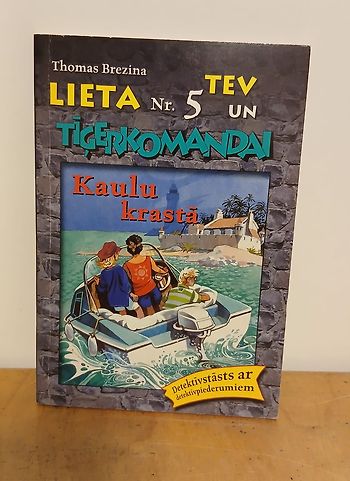 Thomas Brezina
LIETA Nr. 5 TEV
UN
TĪĢERKOMANDAI
Kaulu
krastā
Detektīvstāsts ar
detektīvpiederumiem